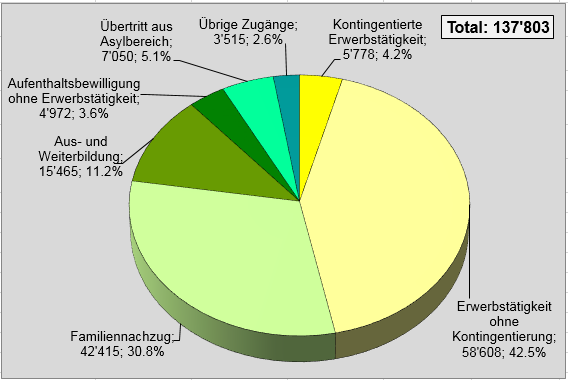 Total: 137'803
Kontingentierte
Erwerbstätigkeit;
5'778; 4.2%
Erwerbstätigkeit
ohne
Kontingentierung;
58'608; 42.5%
Familiennachzug;
42'415; 30.8%
Aus- und
Weiterbildung;
15'465; 11.2%
Aufenthaltsbewilligung
ohne Erwerbstätigkeit;
4'972; 3.6%
Übertritt aus
Asylbereich;
7'050; 5.1%
Übrige Zugänge;
3'515; 2.6%